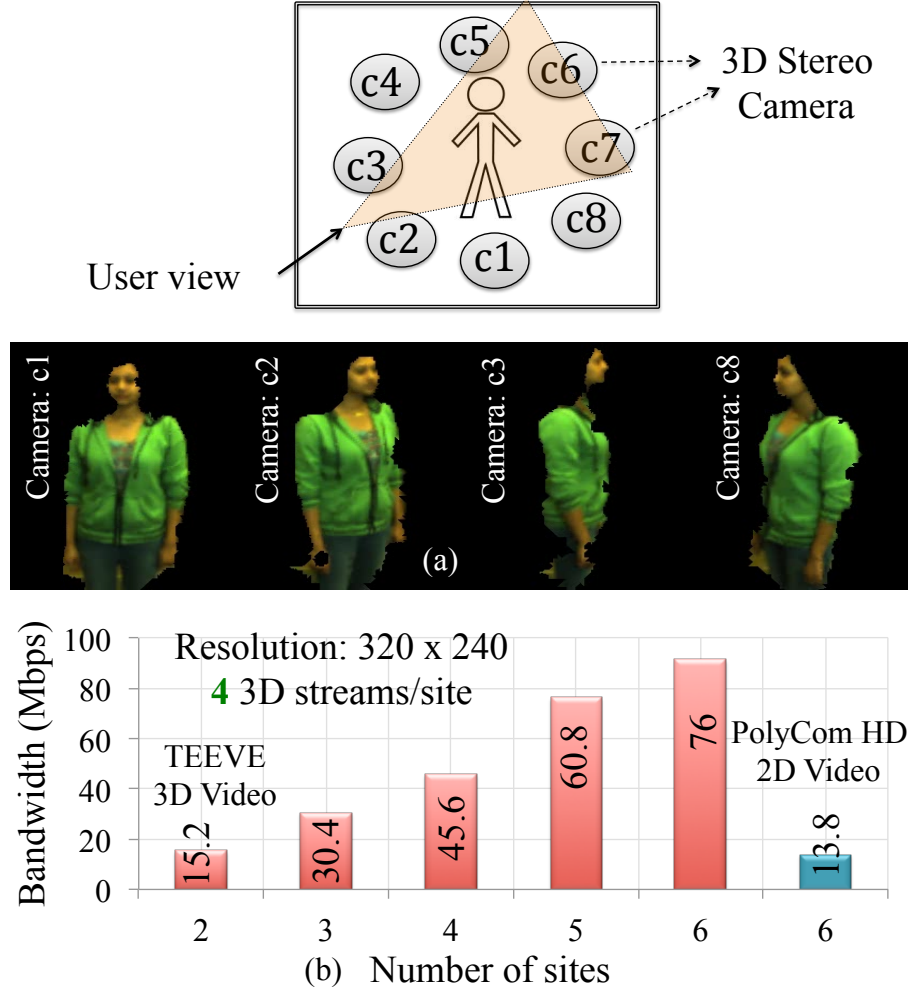 c5
c6
c4
3D Stereo
Camera
c7
c3
c8
c2
c1
User view
Camera: c1
Camera: c2
Camera: c3
Camera: c8
(a)
Bandwidth (Mbps)
100
80
60
40
20
0
Resolution: 320 x 240
4 3D streams/site
TEEVE
3D Video
PolyCom HD
2D Video
15.2
30.4
45.6
60.8
76
13.8
2 3 4 5 6 6
(b) Number of sites